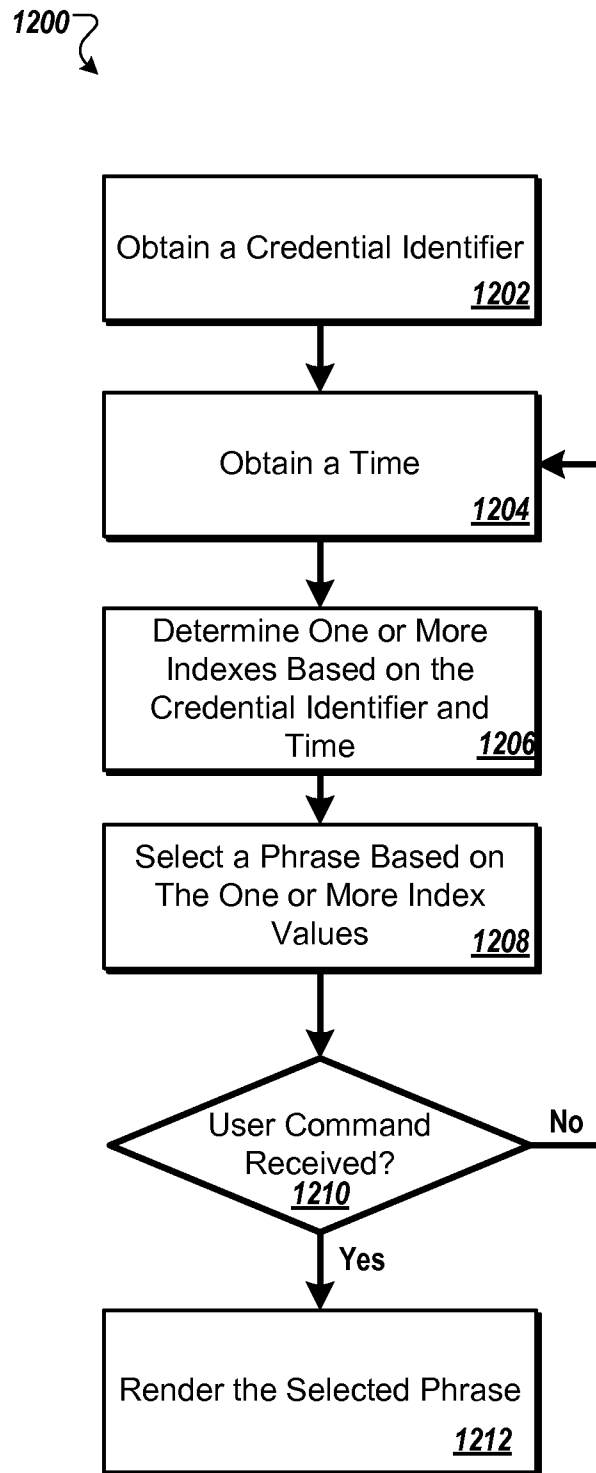 1200
Obtain a Credential Identifier
1202
Obtain a Time
1204
Determine One or More
Indexes Based on the
Credential Identifier and
Time
1206
Select a Phrase Based on
The One or More Index
Values
1208
User Command
Received?
1210
No
Yes
Render the Selected Phrase
1212